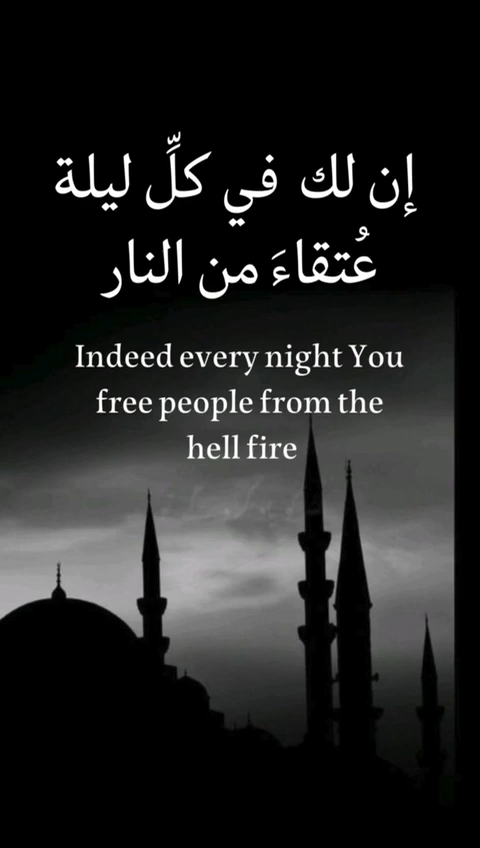 إن لك في كلِّ ليلة
عُتقاءَ من النار
Indeed every night You
free people from the
hell fire